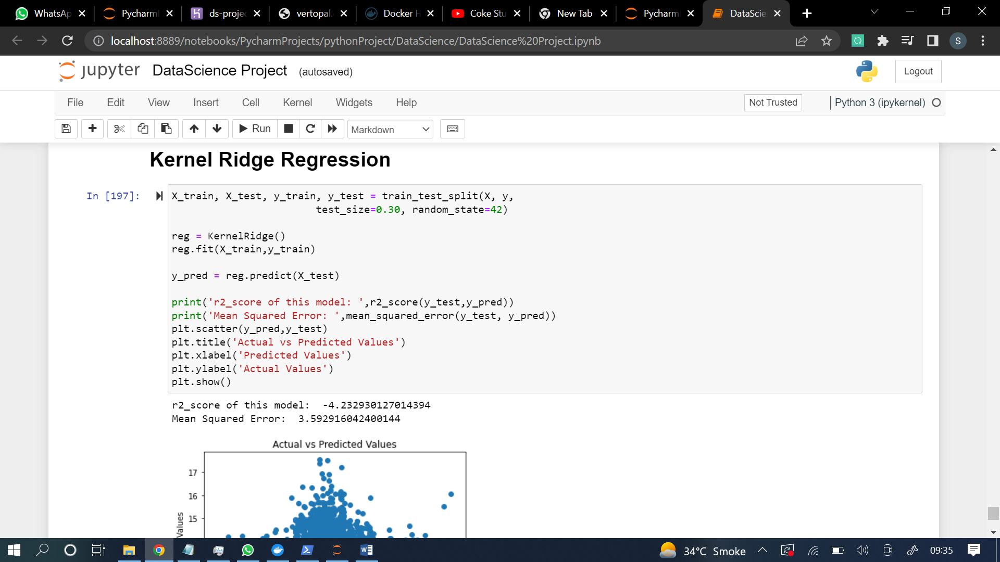 WhatsAp
Pycharm
ds-projec
vertopal.
Docker H
Coke Stu
New Tab
Pycharm
DataScie
localhost:8889/notebooks/PycharmProjects/pythonProject/DataScience/DataScience%20Project.ipynb
S
jupyter DataScience Project (autosaved)
Logout
File Edit View Insert Cell Kernel Widgets Help
Not Trusted
Python 3 (ipykernel)
Run
Markdown
Kernel Ridge Regression
In [197]:
X_train, X_test, y_train, y_test = train_test_split(X, y,
test_size=0.30, random_state=42)
reg = KernelRidge()
reg.fit(X_train,y_train)
y_pred = reg.predict(X_test)
print('r2_score of this model: ',r2_score(y_test,y_pred))
print('Mean Squared Error: ',mean_squared_error(y_test, y_pred))
plt.scatter(y_pred,y_test)
plt.title('Actual vs Predicted Values')
plt.xlabel('Predicted Values')
plt.ylabel('Actual Values')
plt.show()
r2_score of this model:  -4.232930127014394
Mean Squared Error:  3.592916042400144
Actual vs Predicted Values
17
16
15
Values
34°C Smoke
09:35